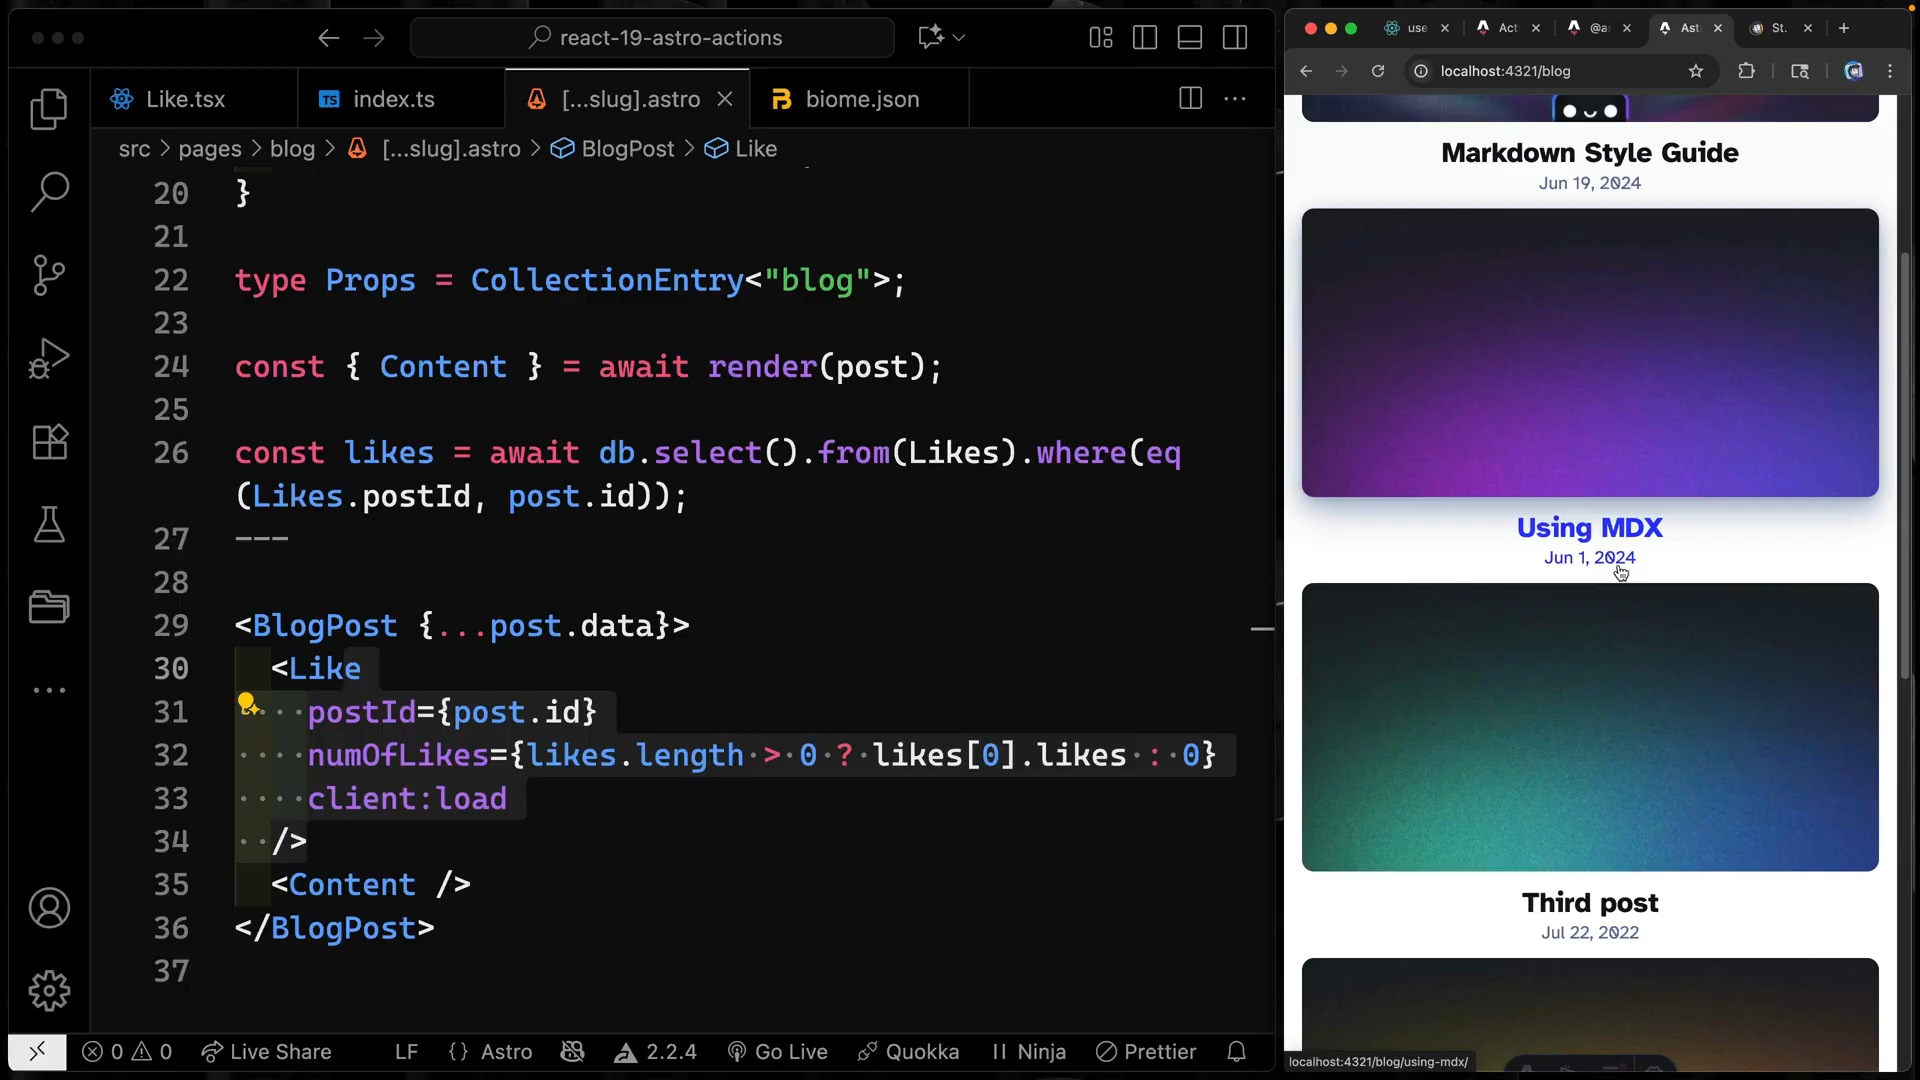 react-19-astro-actions
Like.tsx
index.ts
[...slug].astro
biome.json
src > pages > blog > [...slug].astro > BlogPost > Like
20 }
21
22 type Props = CollectionEntry<"blog">;
23
24 const { Content } = await render(post);
25
26 const likes = await db.select().from(Likes).where(eq
(Likes.postId, post.id));
27 ---
28
29 <BlogPost {...post.data}>
30 <Like
31 postId={post.id}
32 numOfLikes={likes.length > 0 ? likes[0].likes : 0}
33 client:load
34 />
35 <Content />
36 </BlogPost>
37
0 0 Live Share LF {} Astro 2.2.4 Go Live Quokka Ninja Prettier
use
Act
@a
Ast
St.
localhost:4321/blog
Markdown Style Guide
Jun 19, 2024
Using MDX
Jun 1, 2024
Third post
Jul 22, 2022
localhost:4321/blog/using-mdx/